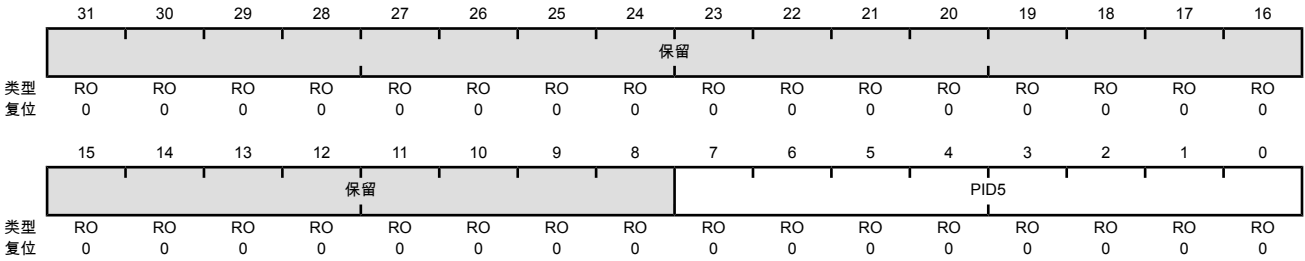 31 30 29 28 27 26 25 24 23 22 21 20 19 18 17 16
保留
类型 RO RO RO RO RO RO RO RO RO RO RO RO RO RO RO RO
复位 0 0 0 0 0 0 0 0 0 0 0 0 0 0 0 0
15 14 13 12 11 10 9 8 7 6 5 4 3 2 1 0
保留 PID5
类型 RO RO RO RO RO RO RO RO RO RO RO RO RO RO RO RO
复位 0 0 0 0 0 0 0 0 0 0 0 0 0 0 0 0